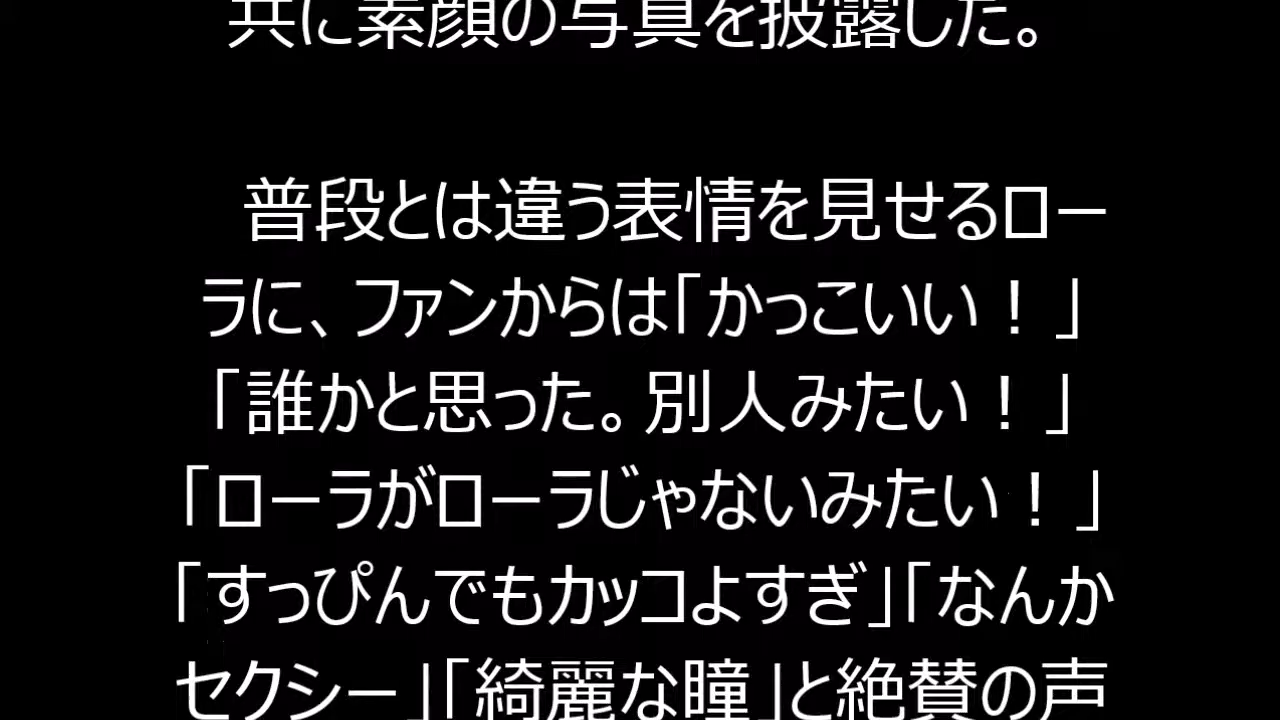 共に素顔の写真を披露した。
普段とは違う表情を見せるロー
ラに、ファンからは「かっこいい！」
「誰かと思った。別人みたい！」
「ローラがローラじゃないみたい！」
「すっぴんでもカッコよすぎ」「なんか
セクシー」「綺麗な瞳」と絶賛の声